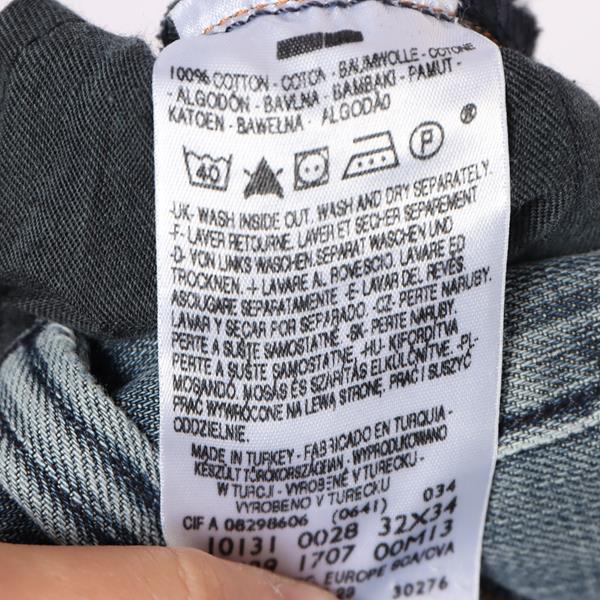 100% COTTON - COTON - BAUMWOLLE - COTONE
- ALGODÓN - BAVLNA - BAMBAKI - PAMUT -
KATOEN - BAWEŁNA - ALGODÃO
®
40 P
-UK- WASH INSIDE OUT. WASH AND DRY SEPARATELY.
-F- LAVER RETOURNE. LAVER ET SECHER SEPAREMENT
-D- VON LINKS WASCHEN.SEPARAT WASCHEN UND
TROCKNEN. -I- LAVARE AL ROVESCIO. LAVARE ED
ASCIUGARE SEPARATAMENTE -E- LAVAR DEL REVÉS.
LAVAR Y SECAR POR SEPARADO. -CZ- PERTE NARUBY.
PERTE A SUŠTE SAMOSTATNÉ. -SK- PERTE NARUBY.
PERTE A SUŠTE SAMOSTATNE. -HU- KIFORDÍTVA
MOSANDÓ. MOSÁS ÉS SZÁRÍTÁS ELKÜLÖNÍTVE. -PL-
PRAĆ WYWRÓCONE NA LEWĄ STRONĘ. PRAĆ I SUSZYĆ
ODDZIELNIE.
MADE IN TURKEY - FABRICADO EN TURQUIA -
KÉSZÜLT TÖRÖKORSZÁGBAN - WYPRODUKOWANO
W TURCJI - VYROBENÉ V TURECKU -
VYROBENO V TURECKU
CIF A 08298606 (0641) 034
10131 0028 32X34
1707 00M13
EUROPE
30276